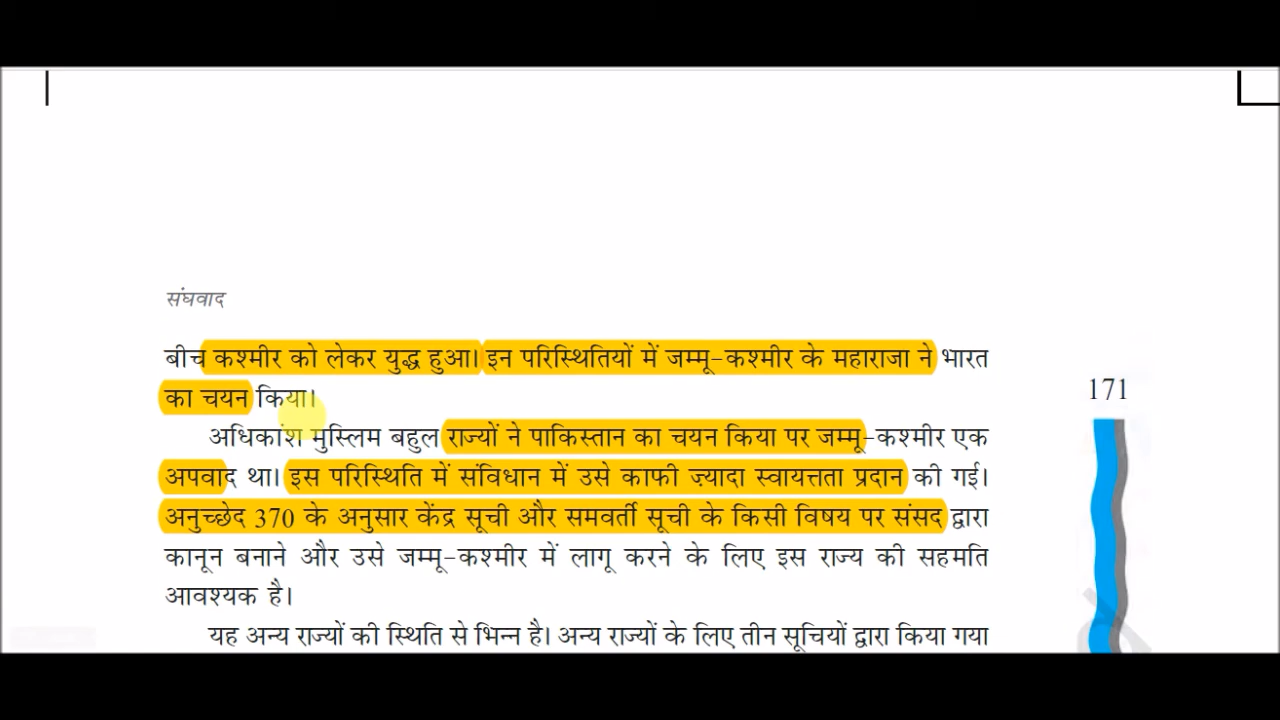 संघवाद
बीच कश्मीर को लेकर युद्ध हुआ। इन परिस्थितियों में जम्मू-कश्मीर के महाराजा ने भारत
का चयन किया।
171
अधिकांश मुस्लिम बहुल राज्यों ने पाकिस्तान का चयन किया पर जम्मू-कश्मीर एक
अपवाद था। इस परिस्थिति में संविधान में उसे काफी ज्यादा स्वायत्तता प्रदान की गई।
अनुच्छेद 370 के अनुसार केंद्र सूची और समवर्ती सूची के किसी विषय पर संसद द्वारा
कानून बनाने और उसे जम्मू-कश्मीर में लागू करने के लिए इस राज्य की सहमति
आवश्यक है।
यह अन्य राज्यों की स्थिति से भिन्न है। अन्य राज्यों के लिए तीन सूचियों द्वारा किया गया